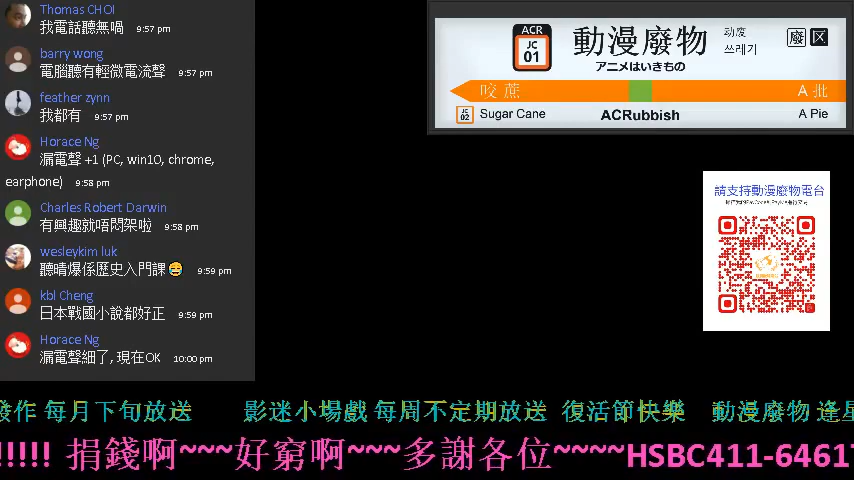 Thomas CHOI
我電話聽無喎 9:57 pm
barry wong
電腦聽有輕微電流聲 9:57 pm
feather zynn
我都有 9:57 pm
Horace Ng
漏電聲 +1 (PC, win10, chrome,
earphone) 9:58 pm
Charles Robert Darwin
有興趣就唔悶架啦 9:58 pm
wesleykim luk
聽晴爆係歷史入門課😂 9:59 pm
kbl Cheng
日本戰國小說都好正 9:59 pm
Horace Ng
漏電聲細了, 現在OK 10:00 pm
ACR
JC
01
動漫廢物
アニメはいきもの
动废
쓰레기
廢 区
咬蔗
A 批
JC
02
Sugar Cane
ACRubbish
A Pie
請支持動漫廢物電台
發作 每月下旬放送 影迷小場戲 每周不定期放送 復活節快樂 動漫廢物 逢星
!!!!! 捐錢啊~~~好窮啊~~~多謝各位~~~~HSBC411-64617